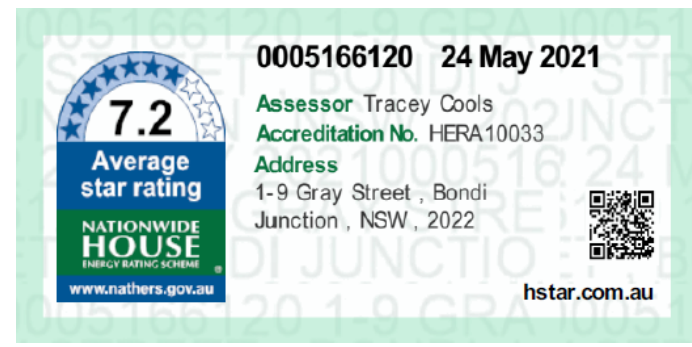 0005166120 24 May 2021
7.2
Average
star rating
NATIONWIDE
HOUSE
ENERGY RATING SCHEME
®
www.nathers.gov.au
Assessor Tracey Cools
Accreditation No. HERA10033
Address
1-9 Gray Street , Bondi
Junction , NSW , 2022
hstar.com.au